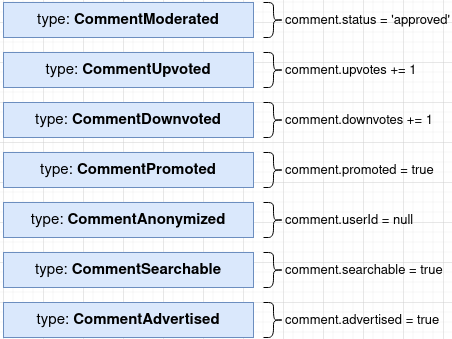 type: CommentModerated comment.status = 'approved'
type: CommentUpvoted comment.upvotes += 1
type: CommentDownvoted comment.downvotes += 1
type: CommentPromoted comment.promoted = true
type: CommentAnonymized comment.userId = null
type: CommentSearchable comment.searchable = true
type: CommentAdvertised comment.advertised = true